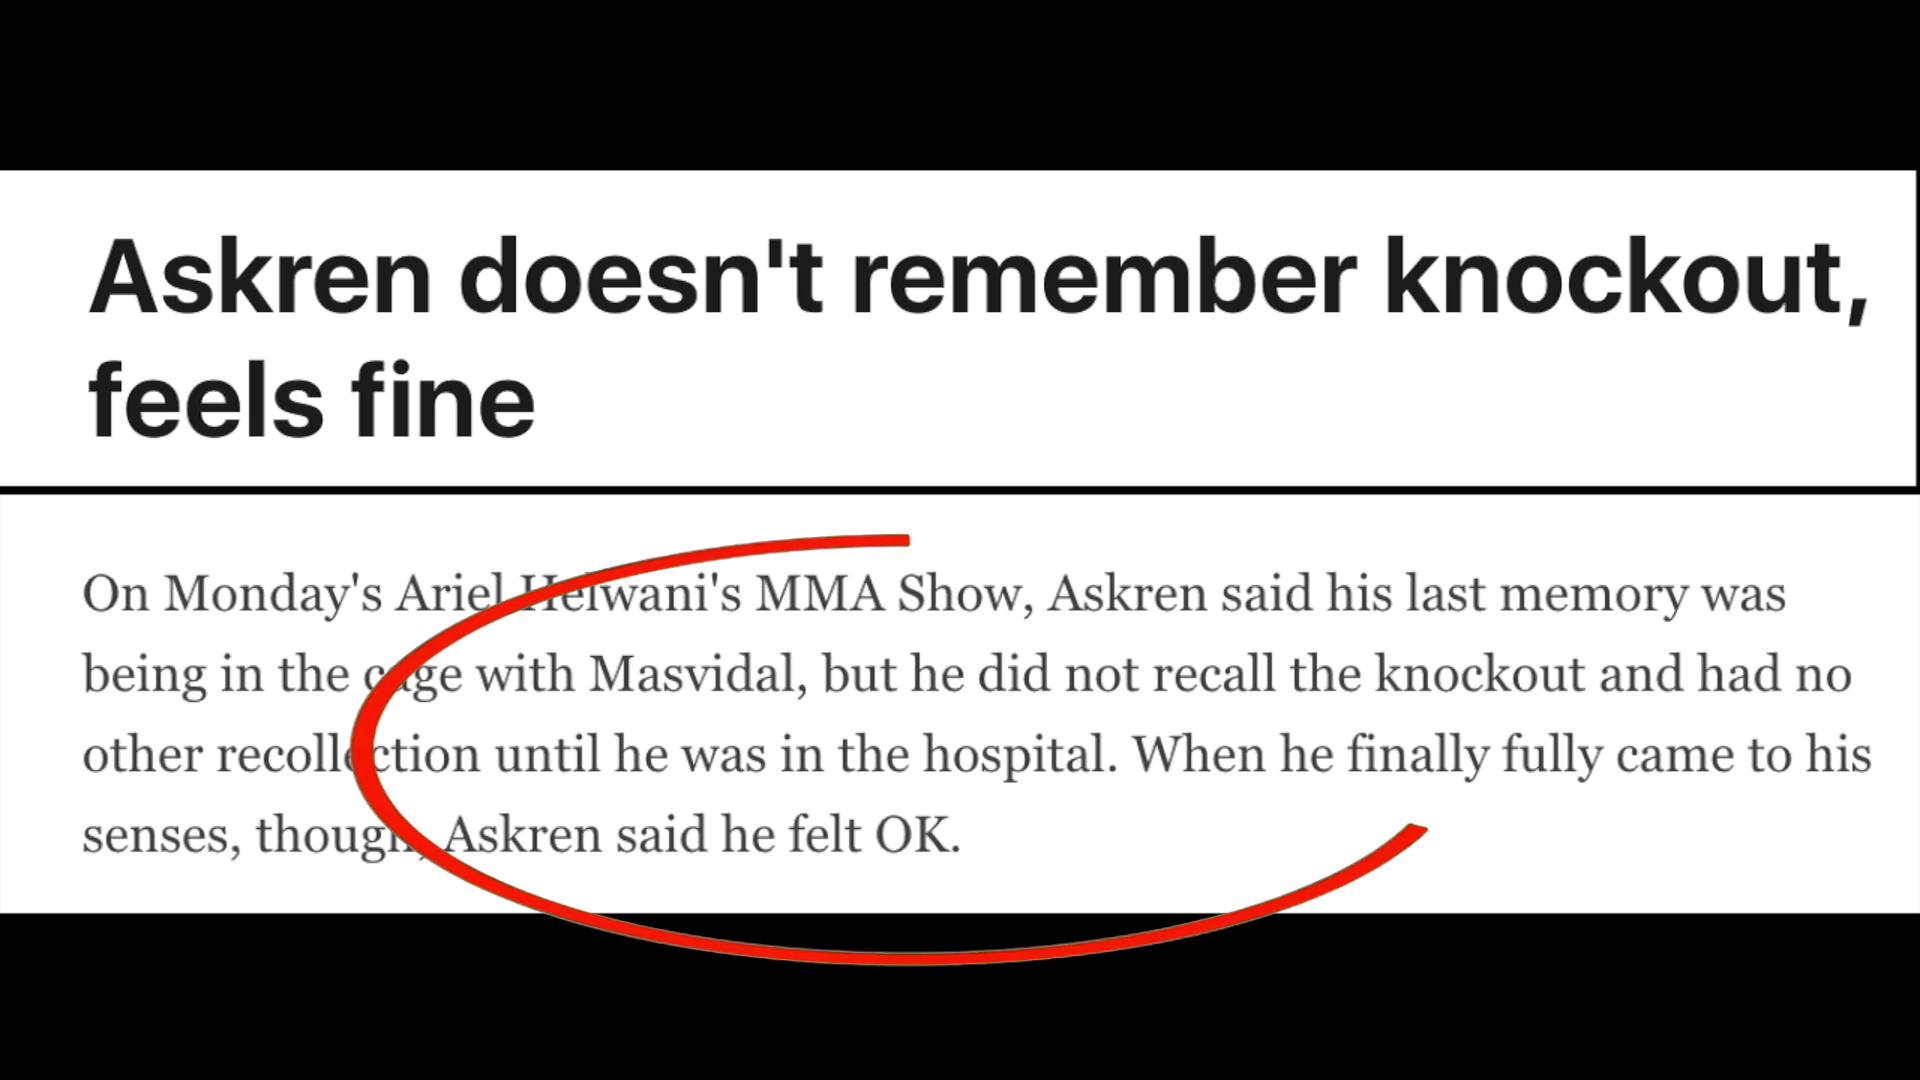 Askren doesn't remember knockout,
feels fine
On Monday's Ariel Helwani's MMA Show, Askren said his last memory was
being in the cage with Masvidal, but he did not recall the knockout and had no
other recollection until he was in the hospital. When he finally fully came to his
senses, though, Askren said he felt OK.